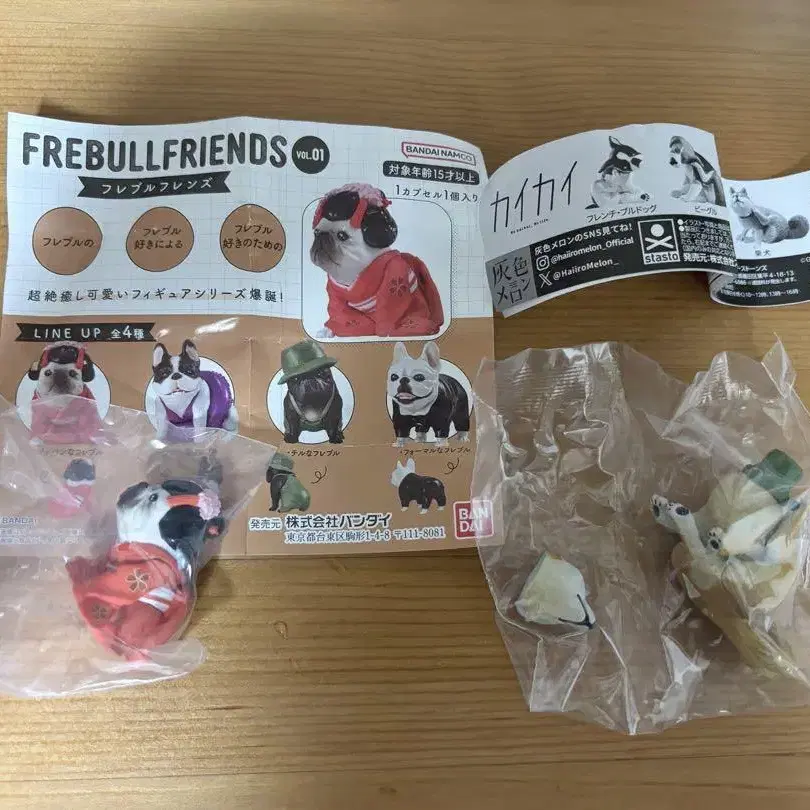 FREBULLFRIENDS VOL.01
フレブルフレンズ
BANDAI NAMCO
対象年齢15才以上
1カプセル1個入り
フレブルの
フレブル
好きによる
フレブル
好きのための
超絶癒し可愛いフィギュアシリーズ爆誕!
LINE UP 全4種
フォーマルなフレブル
BANDAI
発売元 株式会社バンダイ
東京都台東区駒形1-4-8 〒111-8081
BAN
DAI
カイカイ
フレンチ・ブルドッグ
ビーグル
柴犬
灰色
メロン
灰色メロンのSNS見てね!
@haiiromelon_Official
@HaiiroMelon_
stasto